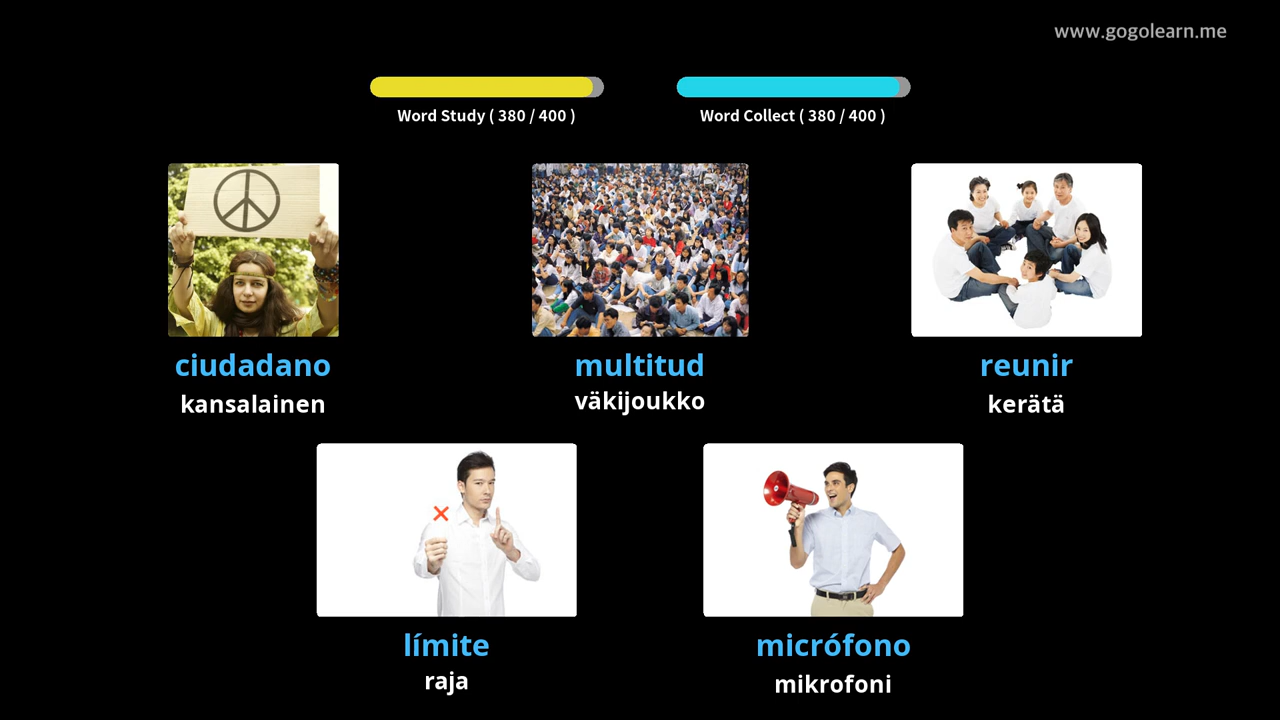 www.gogolearn.me
Word Study ( 380 / 400 )
Word Collect ( 380 / 400 )
ciudadano
kansalainen
multitud
väkijoukko
reunir
kerätä
límite
raja
micrófono
mikrofoni